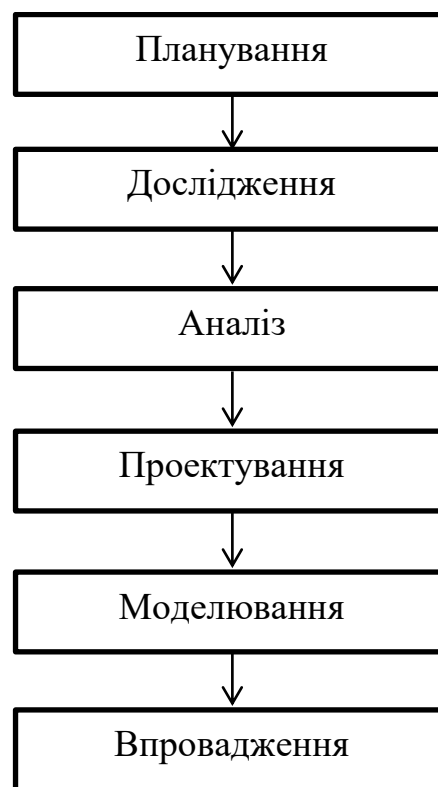 Планування
Дослідження
Аналіз
Проектування
Моделювання
Впровадження